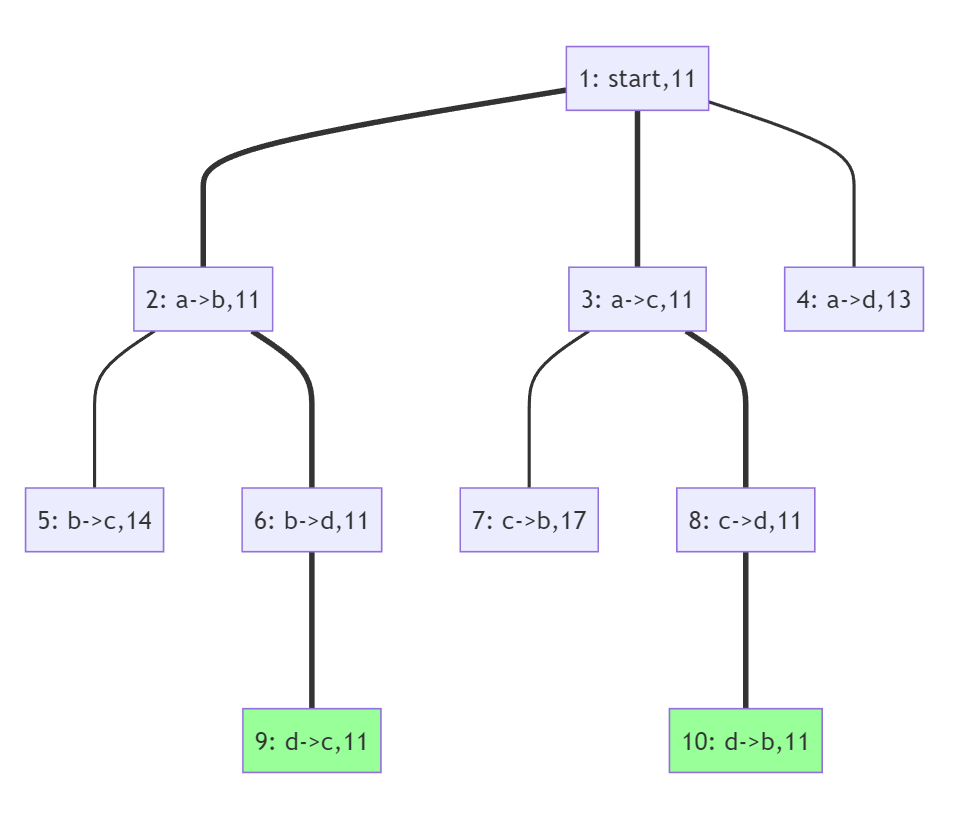 1: start,11
2: a->b,11
3: a->c,11
4: a->d,13
5: b->c,14
6: b->d,11
7: c->b,17
8: c->d,11
9: d->c,11
10: d->b,11